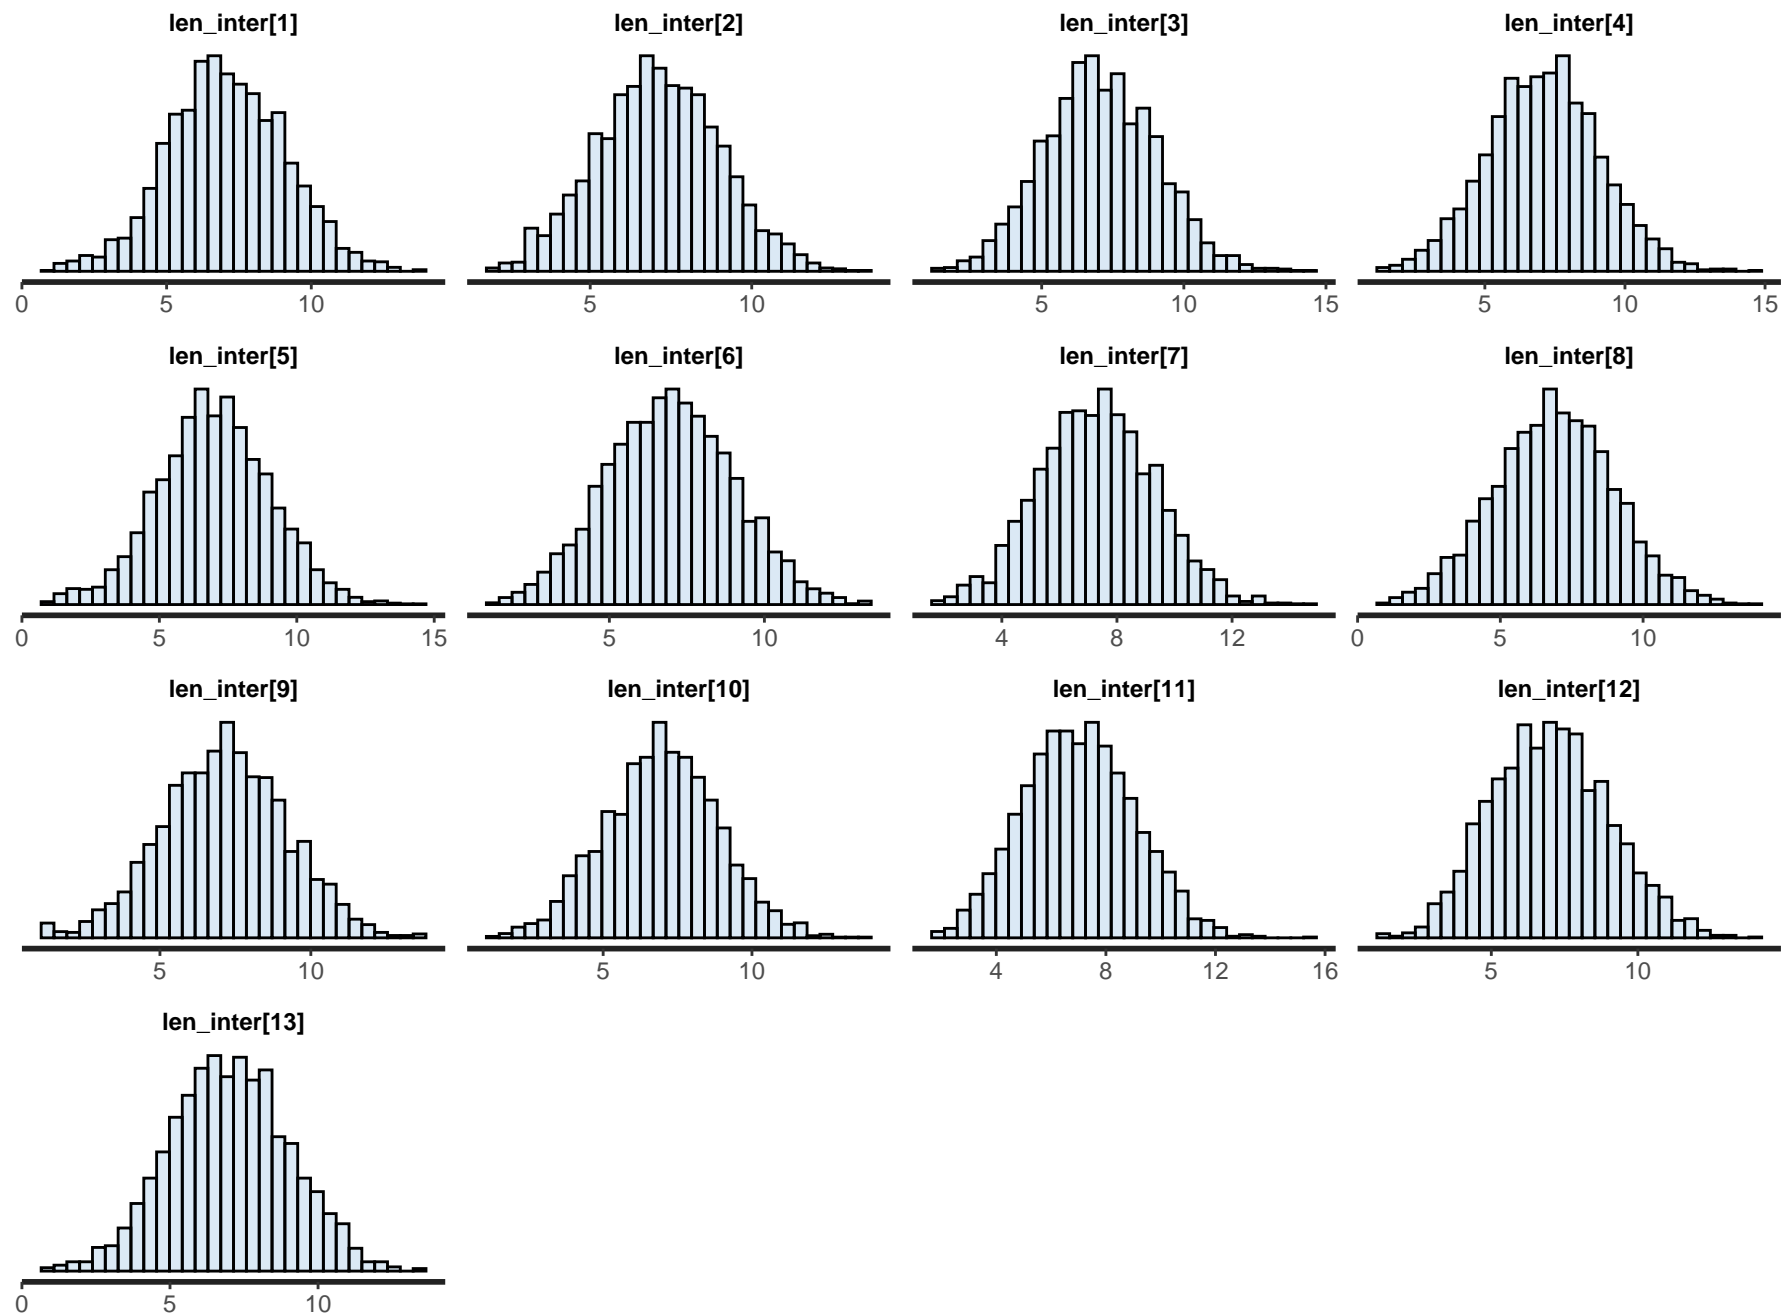 len_inter[1] len_inter[2] len_inter[3] len_inter[4]
0 5 10 5 10 5 10 15 5 10 15
len_inter[5] len_inter[6] len_inter[7] len_inter[8]
0 5 10 15 5 10 4 8 12 0 5 10
len_inter[9] len_inter[10] len_inter[11] len_inter[12]
5 10 5 10 4 8 12 16 5 10
len_inter[13]
0 5 10